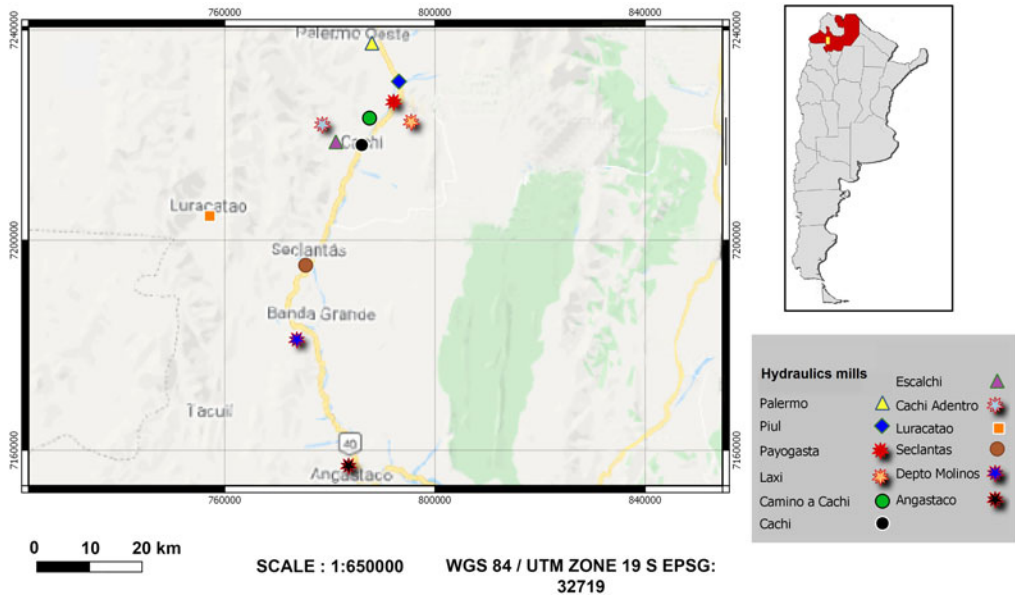 760000
800000
840000
7240000
7240000
Palermo Oeste
Cachi
Luracatao
7200000
7200000
Seclantás
Banda Grande
Tacuil
40
7160000
7160000
Angastaco
760000
800000
840000
0 10 20 km
SCALE : 1:650000
WGS 84 / UTM ZONE 19 S EPSG:
32719
Hydraulics mills
Palermo
Piul
Payogasta
Laxi
Camino a Cachi
Cachi
Escalchi
Cachi Adentro
Luracatao
Seclantas
Depto Molinos
Angastaco